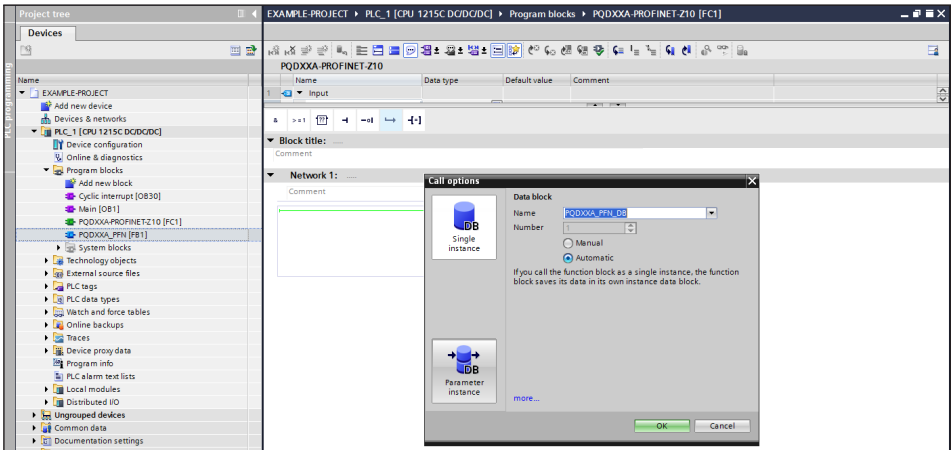 Project tree
EXAMPLE-PROJECT ▸ PLC_1 [CPU 1215C DC/DC/DC] ▸ Program blocks ▸ PQDXXA-PROFINET-Z10 [FC1]
Devices
PLC programming
Name
EXAMPLE-PROJECT
Add new device
Devices & networks
PLC_1 [CPU 1215C DC/DC/DC]
Device configuration
Online & diagnostics
Program blocks
Add new block
Cyclic interrupt [OB30]
Main [OB1]
PQDXXA-PROFINET-Z10 [FC1]
PQDXXA_PFN [FB1]
System blocks
Technology objects
External source files
PLC tags
PLC data types
Watch and force tables
Online backups
Traces
Device proxy data
Program info
PLC alarm text lists
Local modules
Distributed I/O
Ungrouped devices
Common data
Documentation settings
PQDXXA-PROFINET-Z10
Name Data type Default value Comment
1 Input
& >=1 ??
Block title: .....
Comment
Network 1: .....
Comment
Call options
DB
Single
instance
DB
Parameter
instance
Data block
Name PQDXXA_PFN_DB
Number 1
Manual
Automatic
If you call the function block as a single instance, the function
block saves its data in its own instance data block.
more...
OK Cancel